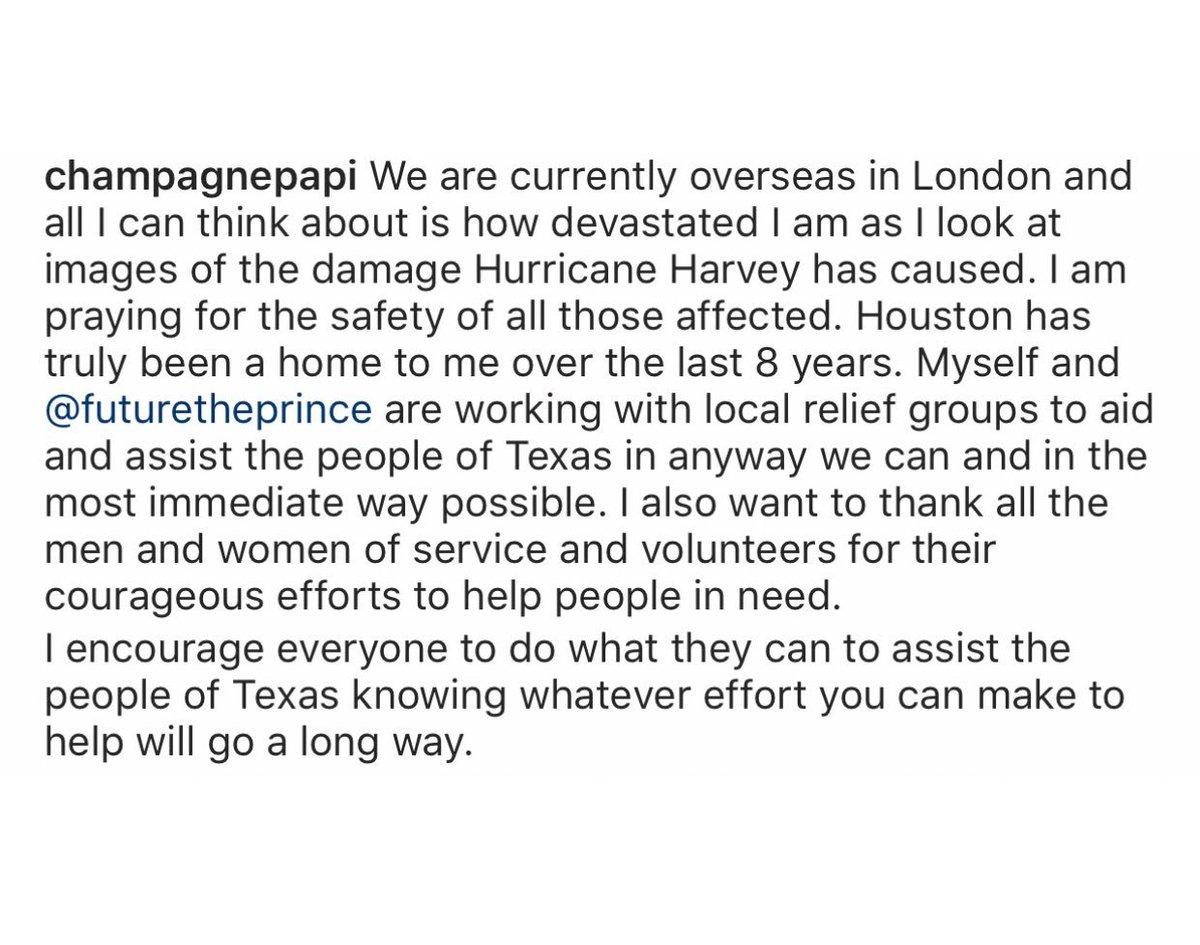 champagnepapi We are currently overseas in London and
all I can think about is how devastated I am as I look at
images of the damage Hurricane Harvey has caused. I am
praying for the safety of all those affected. Houston has
truly been a home to me over the last 8 years. Myself and
@futuretheprince are working with local relief groups to aid
and assist the people of Texas in anyway we can and in the
most immediate way possible. I also want to thank all the
men and women of service and volunteers for their
courageous efforts to help people in need.
I encourage everyone to do what they can to assist the
people of Texas knowing whatever effort you can make to
help will go a long way.